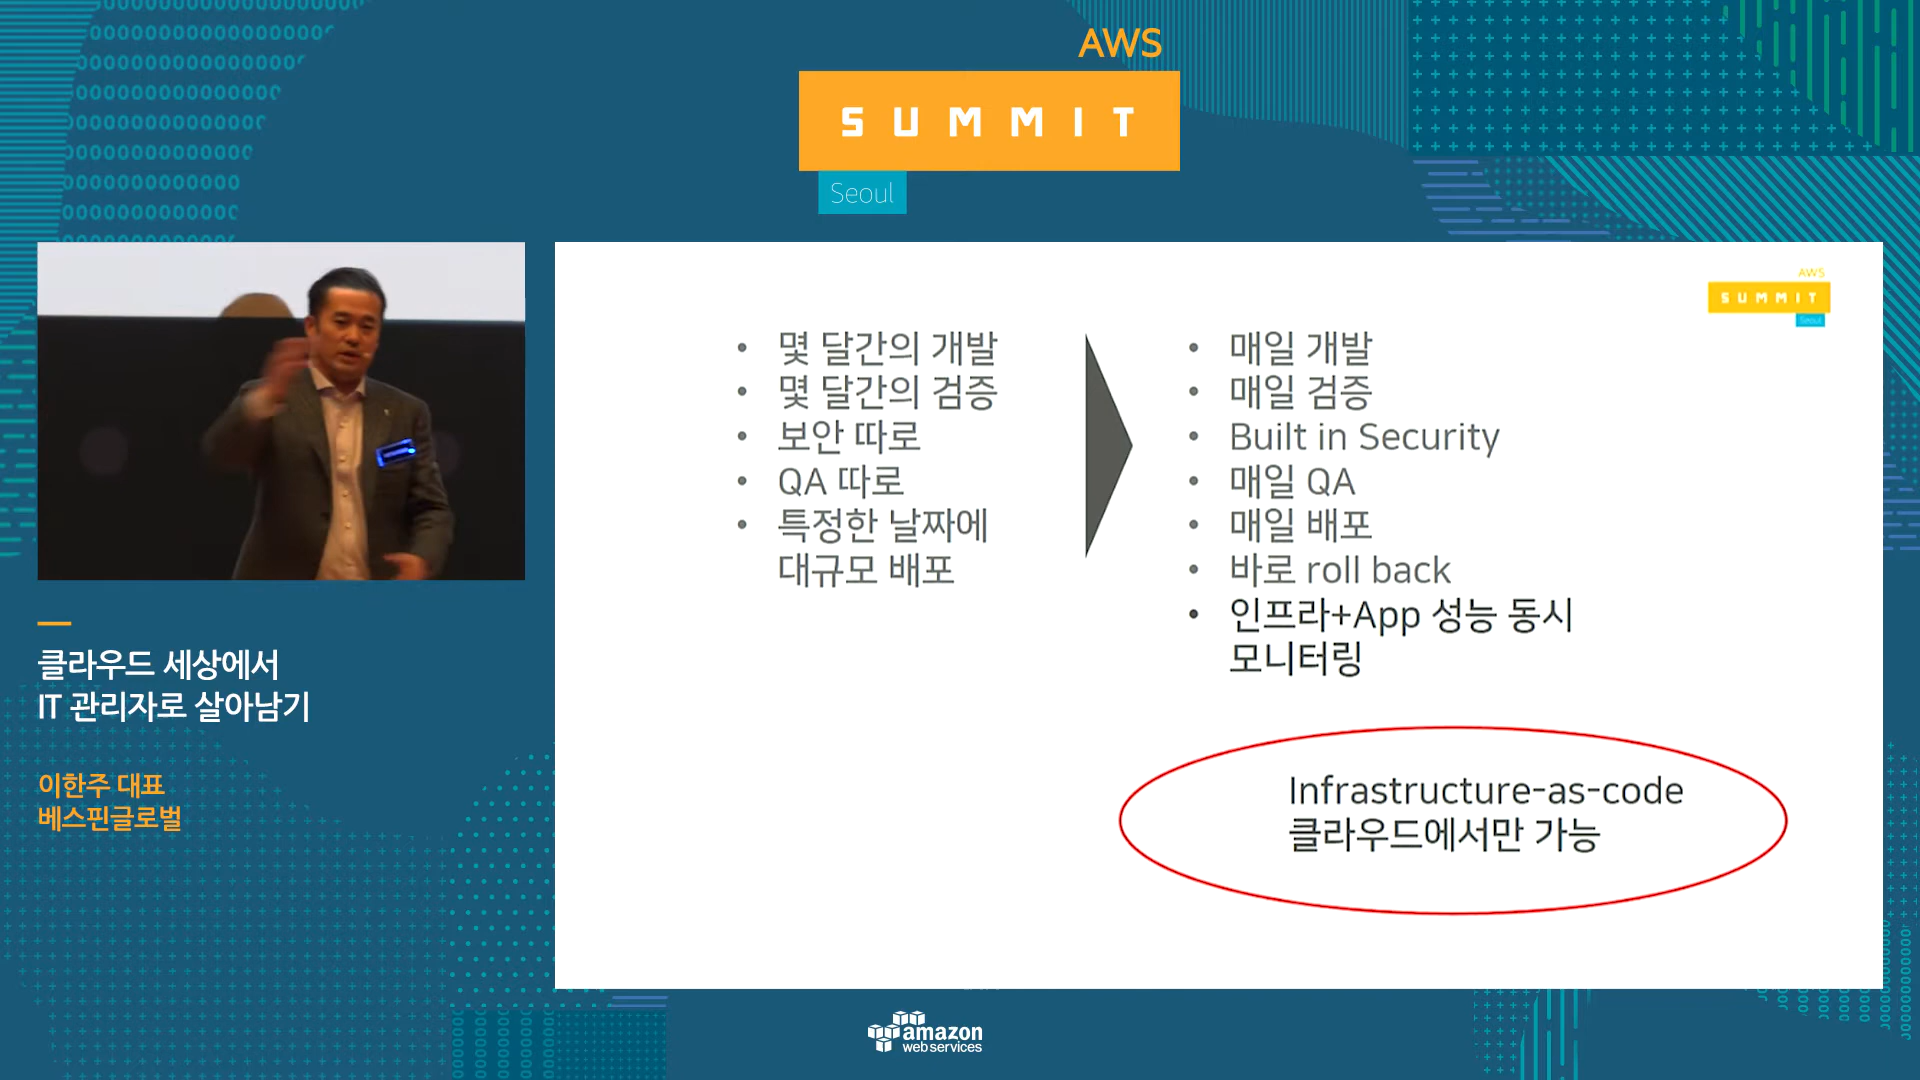 AWS
SUMMIT
Seoul
클라우드 세상에서
IT 관리자로 살아남기
이한주 대표
베스핀글로벌
AWS
SUMMIT
Seoul
• 몇 달간의 개발
• 몇 달간의 검증
• 보안 따로
• QA 따로
• 특정한 날짜에
대규모 배포
• 매일 개발
• 매일 검증
• Built in Security
• 매일 QA
• 매일 배포
• 바로 roll back
• 인프라+App 성능 동시
모니터링
Infrastructure-as-code
클라우드에서만 가능
amazon
webservices